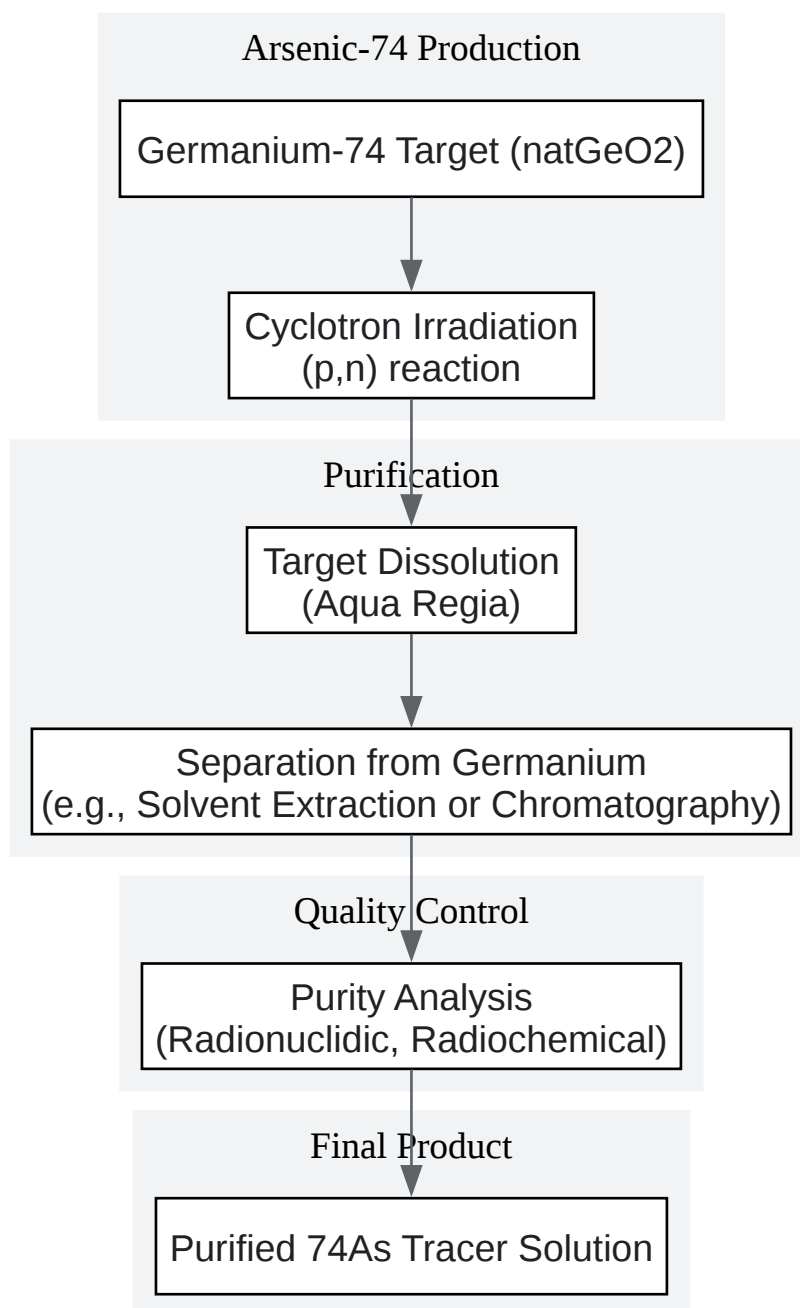 Arsenic-74 Production
Germanium-74 Target (natGeO2)
Cyclotron Irradiation
(p,n) reaction
Purification
Target Dissolution
(Aqua Regia)
Separation from Germanium
(e.g., Solvent Extraction or Chromatography)
Quality Control
Purity Analysis
(Radionuclidic, Radiochemical)
Final Product
Purified 74As Tracer Solution